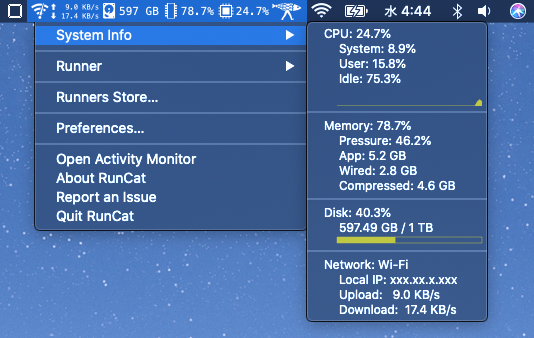 9.0 KB/s
17.4 KB/s
597 GB
78.7%
24.7%
水 4:44
System Info
Runner
Runners Store...
Preferences...
Open Activity Monitor
About RunCat
Report an Issue
Quit RunCat
CPU: 24.7%
System: 8.9%
User: 15.8%
Idle: 75.3%
Memory: 78.7%
Pressure: 46.2%
App: 5.2 GB
Wired: 2.8 GB
Compressed: 4.6 GB
Disk: 40.3%
597.49 GB / 1 TB
Network: Wi-Fi
Local IP: xxx.xx.x.xxx
Upload: 9.0 KB/s
Download: 17.4 KB/s